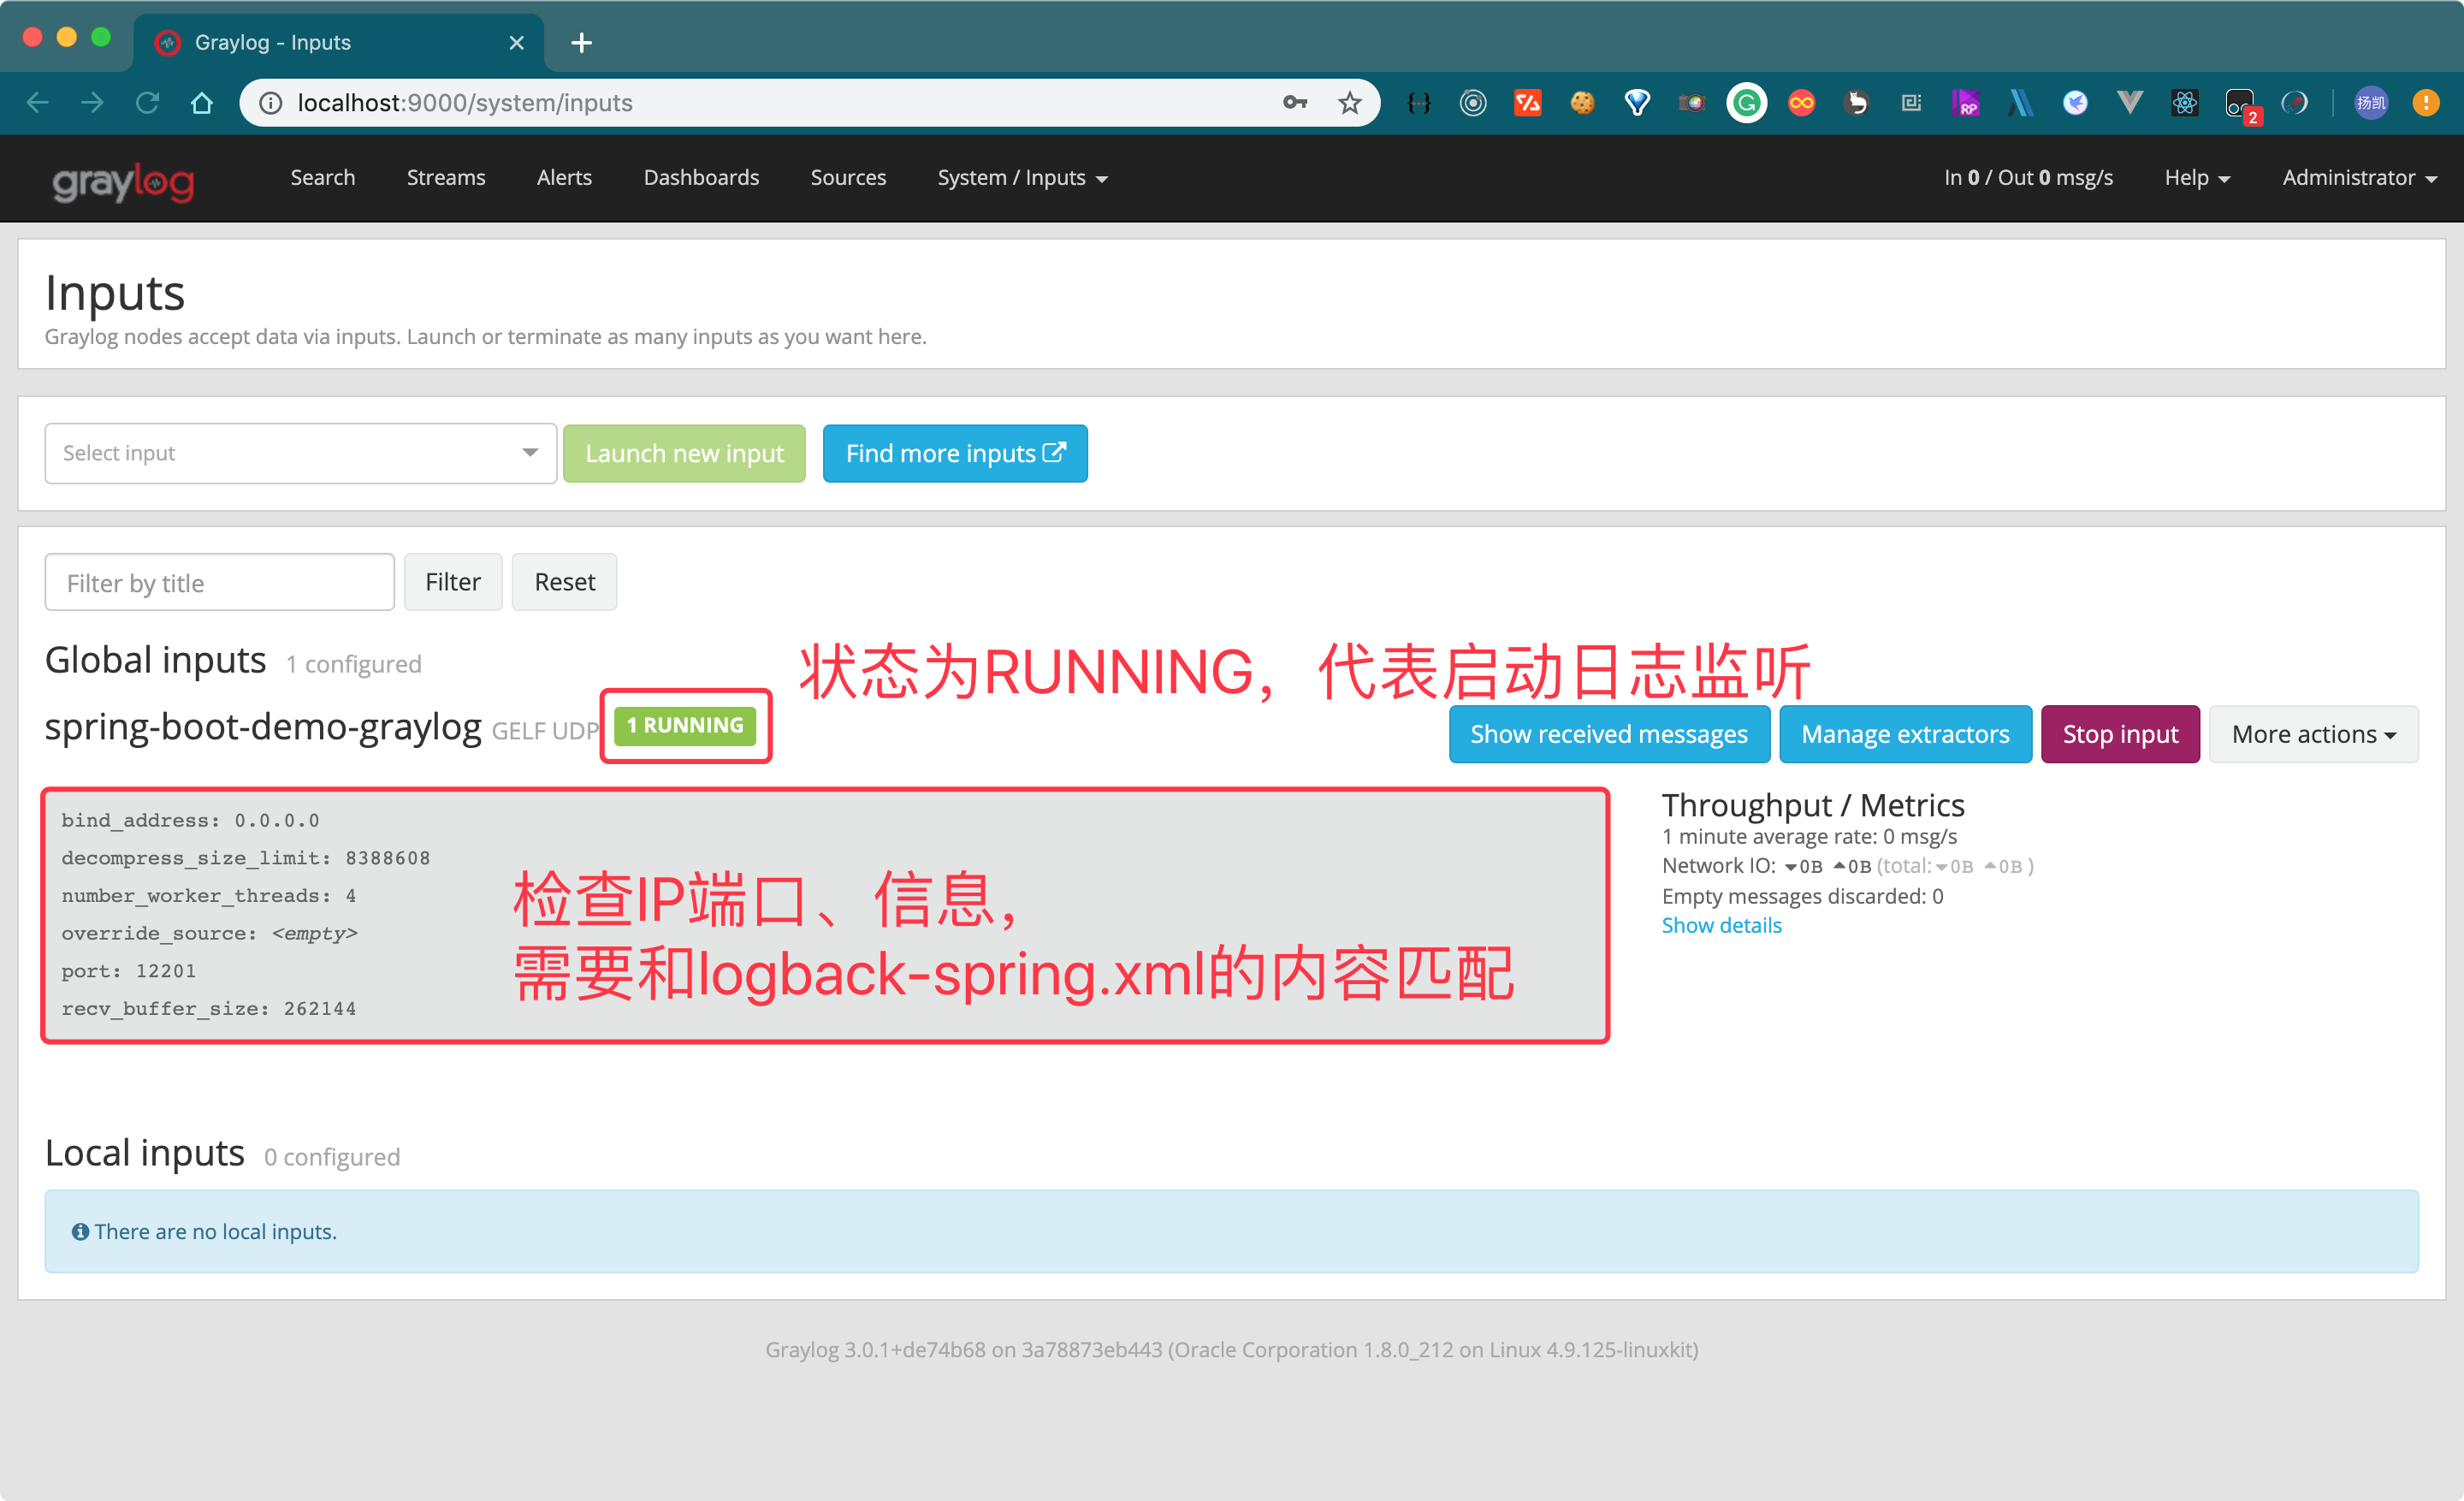 Graylog - Inputs
localhost:9000/system/inputs
2
扬凯
graylog
Search Streams Alerts Dashboards Sources System / Inputs In 0 / Out 0 msg/s Help Administrator
Inputs
Graylog nodes accept data via inputs. Launch or terminate as many inputs as you want here.
Select input Launch new input Find more inputs
Filter by title Filter Reset
Global inputs 1 configured
状态为RUNNING，代表启动日志监听
spring-boot-demo-graylog GELF UDP 1 RUNNING
Show received messages Manage extractors Stop input More actions
bind_address: 0.0.0.0
decompress_size_limit: 8388608
number_worker_threads: 4
override_source: <empty>
port: 12201
recv_buffer_size: 262144
检查IP端口、信息，
需要和logback-spring.xml的内容匹配
Throughput / Metrics
1 minute average rate: 0 msg/s
Network IO: 0B 0B (total: 0B 0B )
Empty messages discarded: 0
Show details
Local inputs 0 configured
There are no local inputs.
Graylog 3.0.1+de74b68 on 3a78873eb443 (Oracle Corporation 1.8.0_212 on Linux 4.9.125-linuxkit)